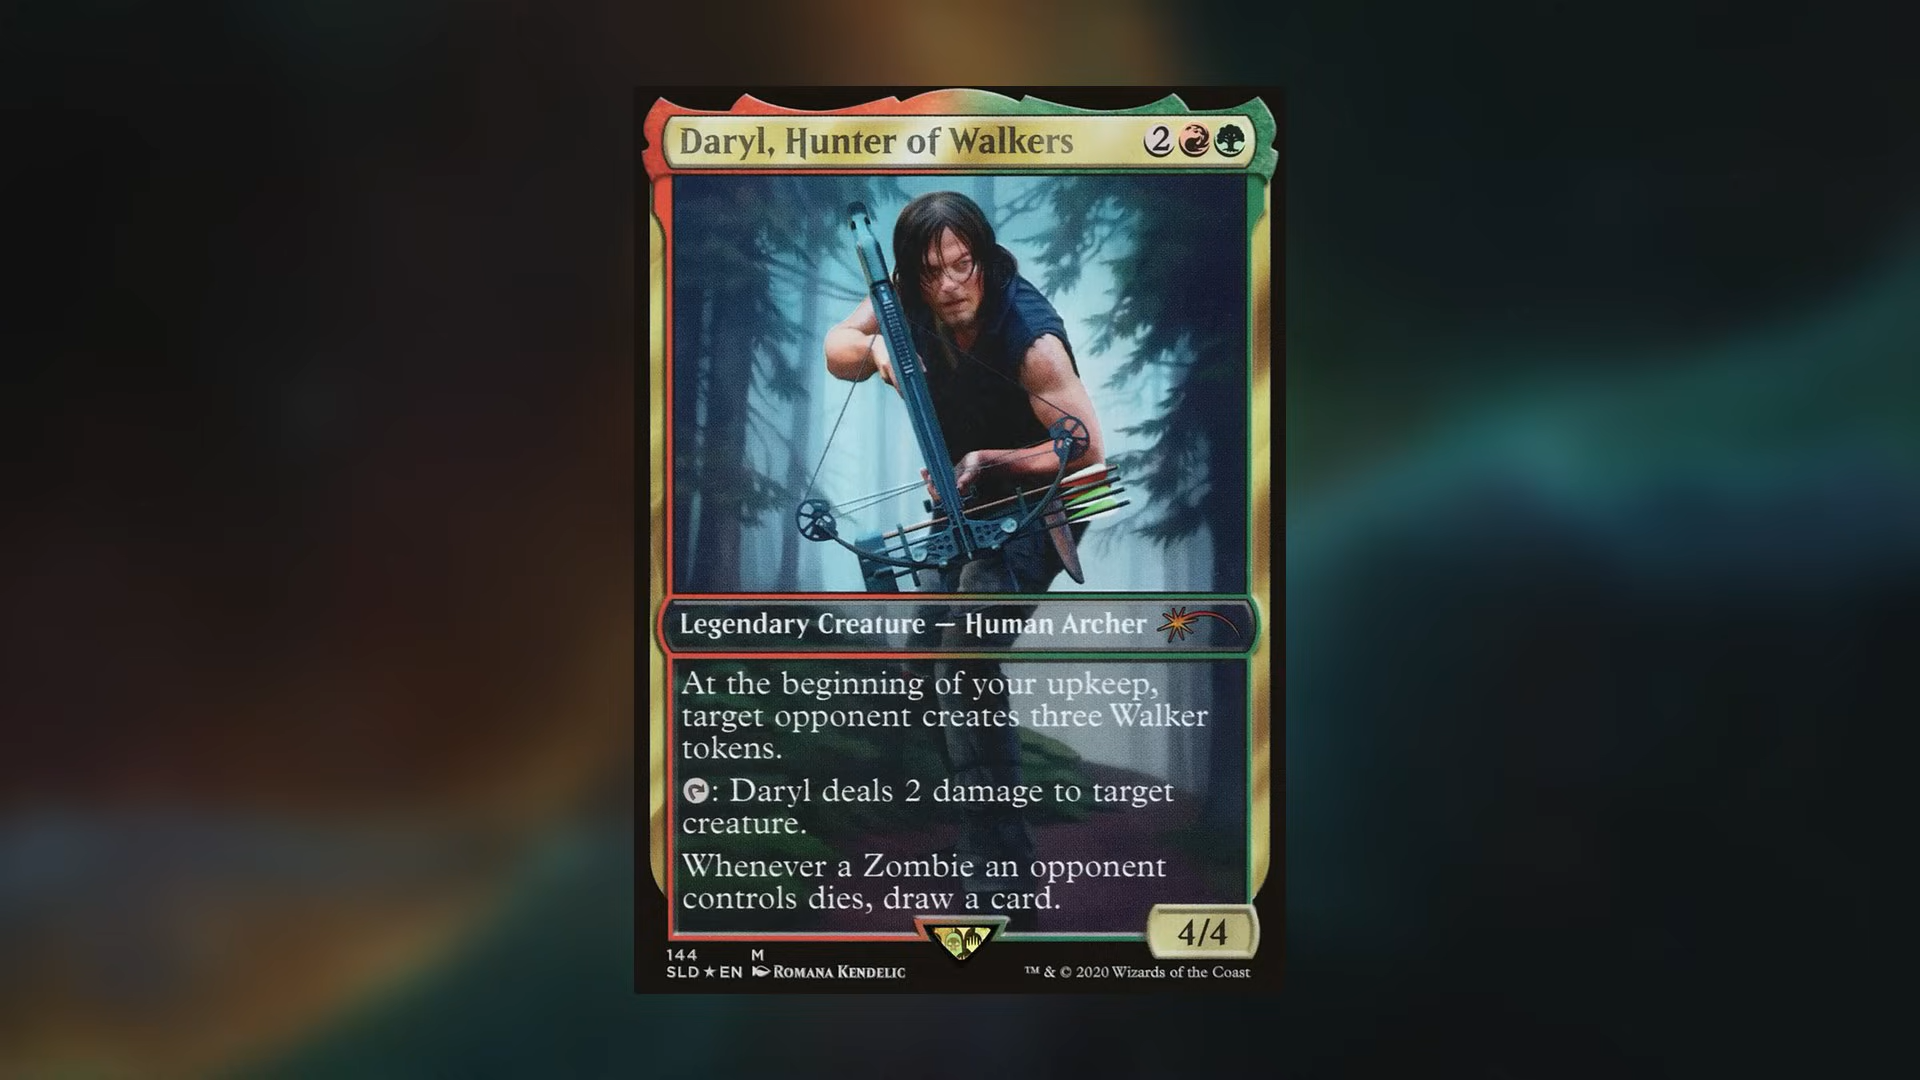 Daryl, Hunter of Walkers 2
Legendary Creature — Human Archer
At the beginning of your upkeep,
target opponent creates three Walker
tokens.
: Daryl deals 2 damage to target
creature.
Whenever a Zombie an opponent
controls dies, draw a card.
4/4
144 M
SLD★EN ROMANA KENDELIC
™ & © 2020 Wizards of the Coast